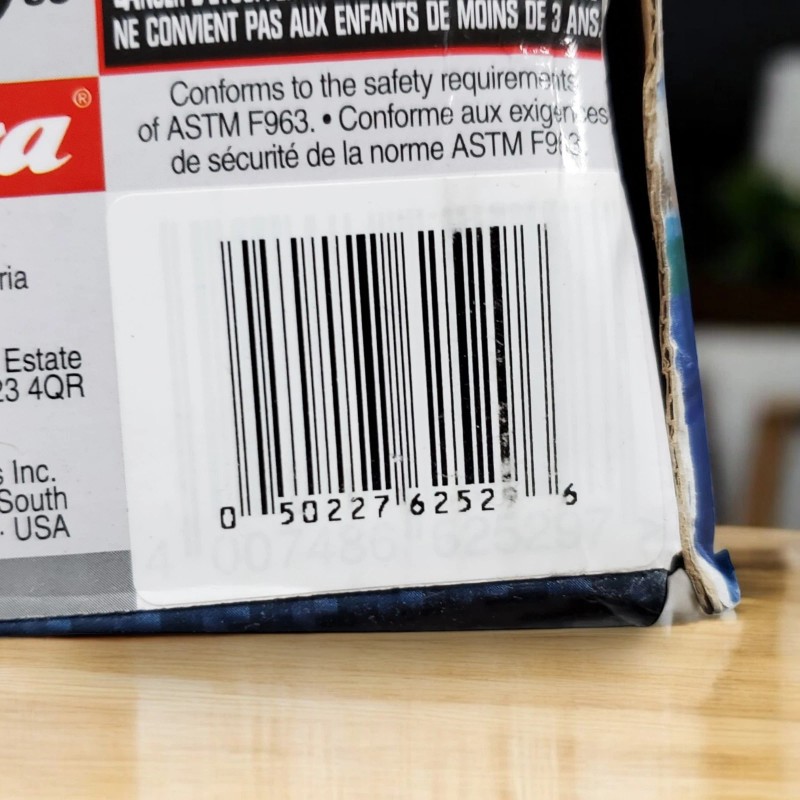 NE CONVIENT PAS AUX ENFANTS DE MOINS DE 3 ANS.
Conforms to the safety requirements
of ASTM F963. • Conforme aux exigences
de sécurité de la norme ASTM F963.
a®
ria
Estate
23 4QR
s Inc.
South
· USA
0 50227 6252 6